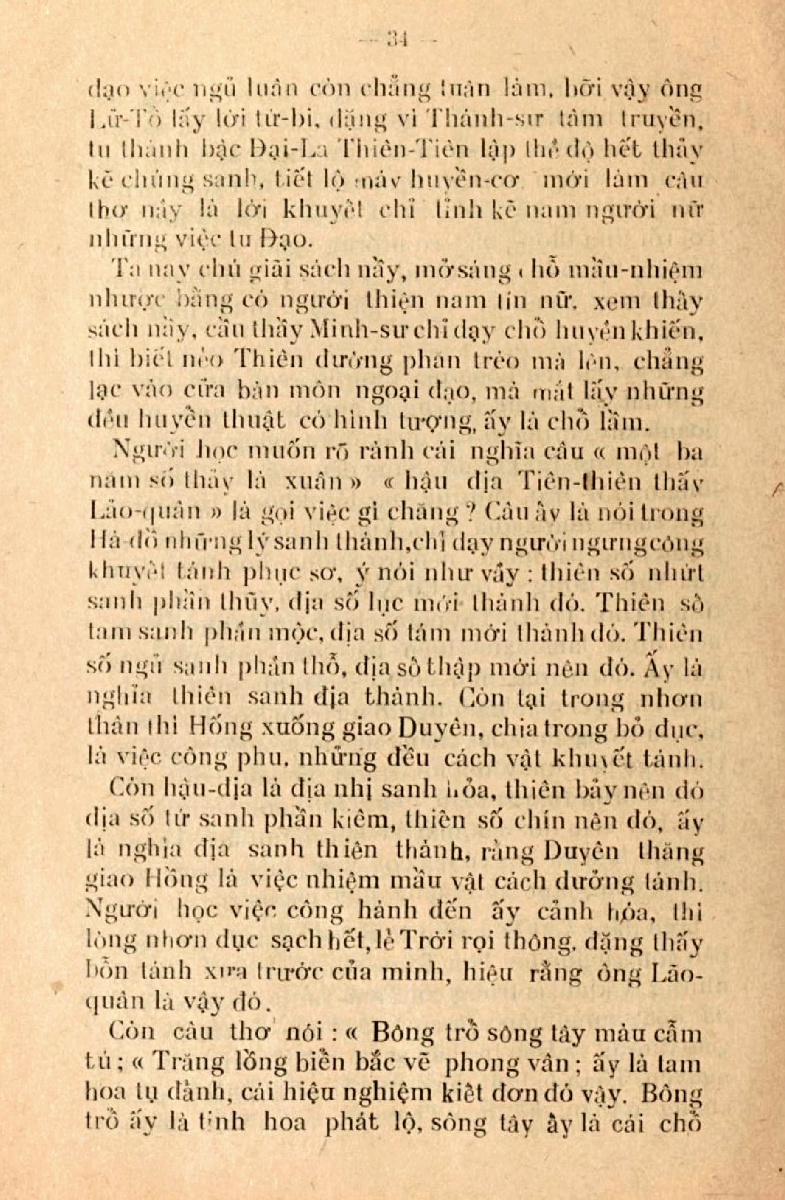 — 34 —
đạo việc ngũ luân còn chẳng tuân làm, bỡi vậy ông
Lữ-Tổ lấy lời từ-bi, đặng vì Thánh-sư tâm truyền,
tu thành bậc Đại-La Thiên-Tiên lập thề độ hết thảy
kẽ chúng sanh, tiết lộ máy huyền-cơ mới làm câu
thơ nầy là lời khuyết chỉ tỉnh kẽ nam người nữ
những việc tu Đạo.
Ta nay chú giải sách nầy, mở sáng chỗ mầu-nhiệm
nhược bằng có người thiện nam tín nữ, xem thấy
sách nầy, cầu thầy Minh-sư chỉ dạy chỗ huyền khiến,
thì biết nẻo Thiên đường phăn trèo mà lên, chẳng
lạc vào cữa bàn môn ngoại đạo, mà mất lấy những
đều huyền thuật có hình tượng, ấy là chỗ lầm.
Người học muốn rõ rành cái nghĩa câu « một ba
năm số thảy là xuân » « hậu địa Tiên-thiên thấy
Lão-quân » là gọi việc gì chăng ? Câu ấy là nói trong
Hà-đồ những lý sanh thành, chỉ dạy người ngưng công
khuyết tánh phục sơ, ý nói như vầy : thiên số nhứt
sanh phần thũy, địa số lục mới thành đó. Thiên số
tam sanh phần mộc, địa số tám mới thành đó. Thiên
số ngũ sanh phần thổ, địa số thập mới nên đó. Ấy là
nghĩa thiên sanh địa thành. Còn tại trong nhơn
thân thì Hống xuống giao Duyên, chia trong bỏ đục,
là việc công phu, những đều cách vật khuyết tánh.
Còn hậu-địa là địa nhị sanh hỏa, thiên bảy nên đó
địa số tứ sanh phần kiêm, thiên số chín nên đó, ấy
là nghĩa địa sanh thiên thành, rằng Duyên thăng
giao Hống là việc nhiệm mầu vật cách dưởng tánh.
Người học việc công hành đến ấy cảnh hóa, thì
lòng nhơn dục sạch hết, lẻ Trời rọi thông, đặng thấy
bổn tánh xưa trước của mình, hiệu rằng ông Lão-
quân là vậy đó.
Còn câu thơ nói : « Bông trổ sông tây màu cẫm
tú ; « Trăng lồng biển bắc vẽ phong vân ; ấy là tam
hoa tụ đảnh, cái hiệu nghiệm kiết đơn đó vậy. Bông
trổ ấy là tinh hoa phát lộ, sông tây ấy là cái chỗ